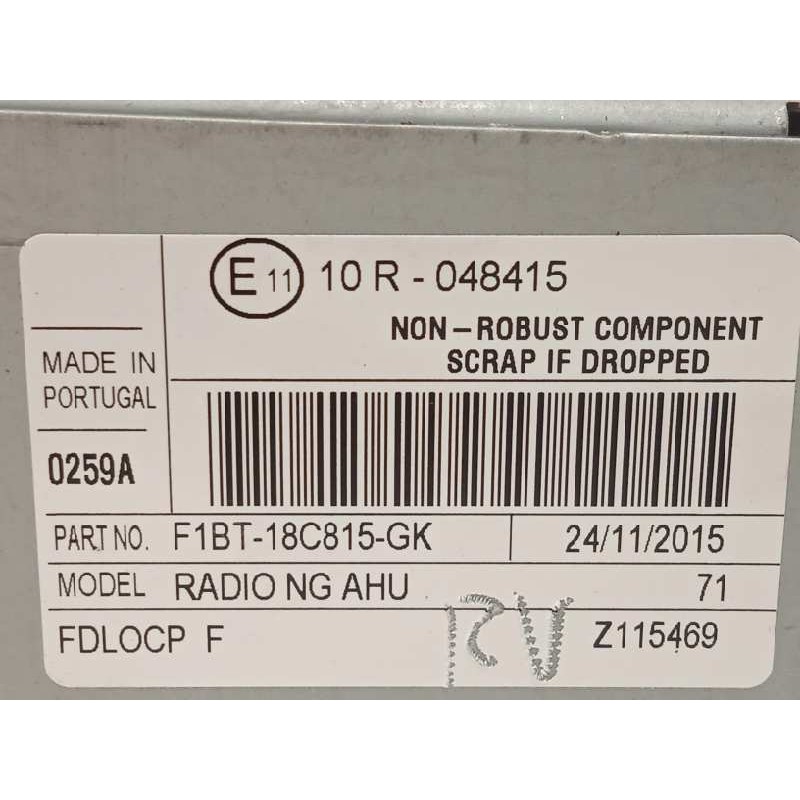 E 11 10 R - 048415
NON-ROBUST COMPONENT
SCRAP IF DROPPED
MADE IN
PORTUGAL
0259A
PART NO. F1BT-18C815-GK 24/11/2015
MODEL RADIO NG AHU 71
FDLOCP F Z115469
RV